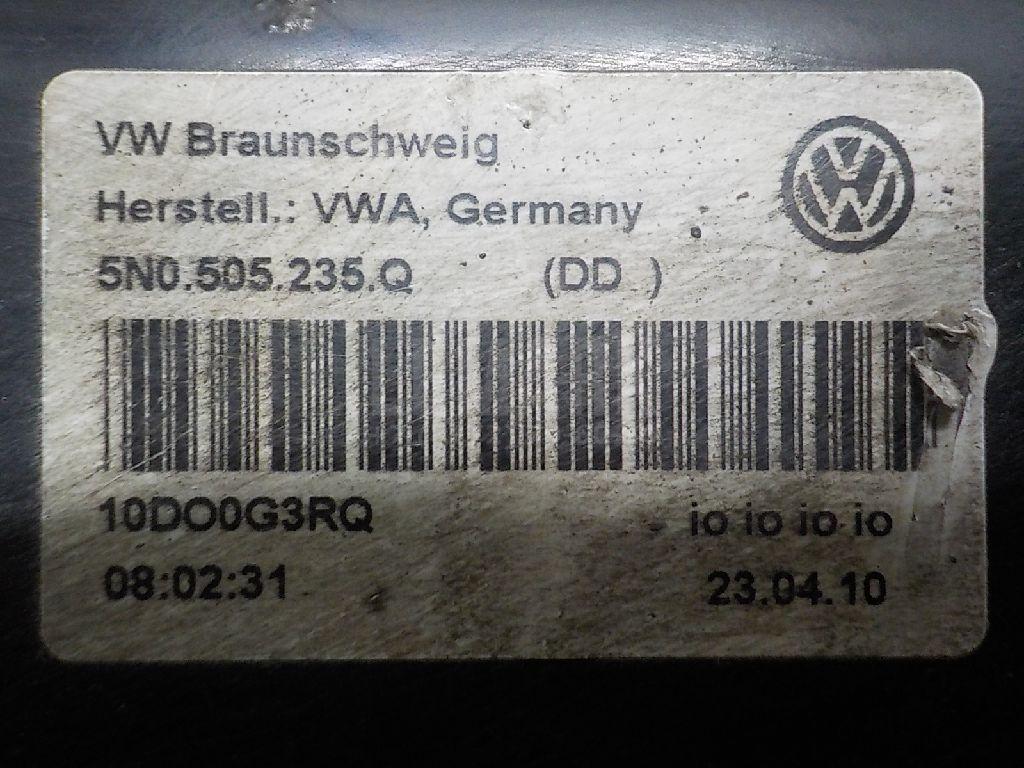 VW Braunschweig
Herstell.: VWA, Germany
5N0.505.235.Q (DD )
10DO0G3RQ io io io io
08:02:31 23.04.10